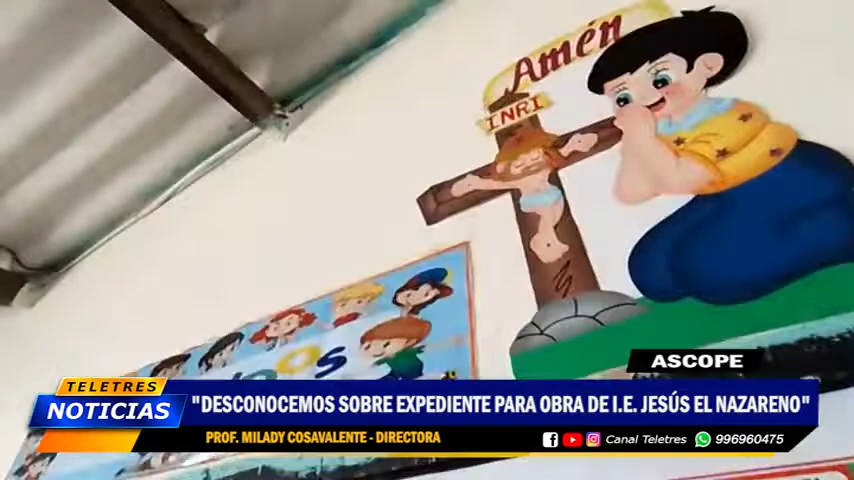 Amén
INRI
ASCOPE
TELETRES
NOTICIAS
"DESCONOCEMOS SOBRE EXPEDIENTE PARA OBRA DE I.E. JESÚS EL NAZARENO"
PROF. MILADY COSAVALENTE - DIRECTORA
Canal Teletres
996960475